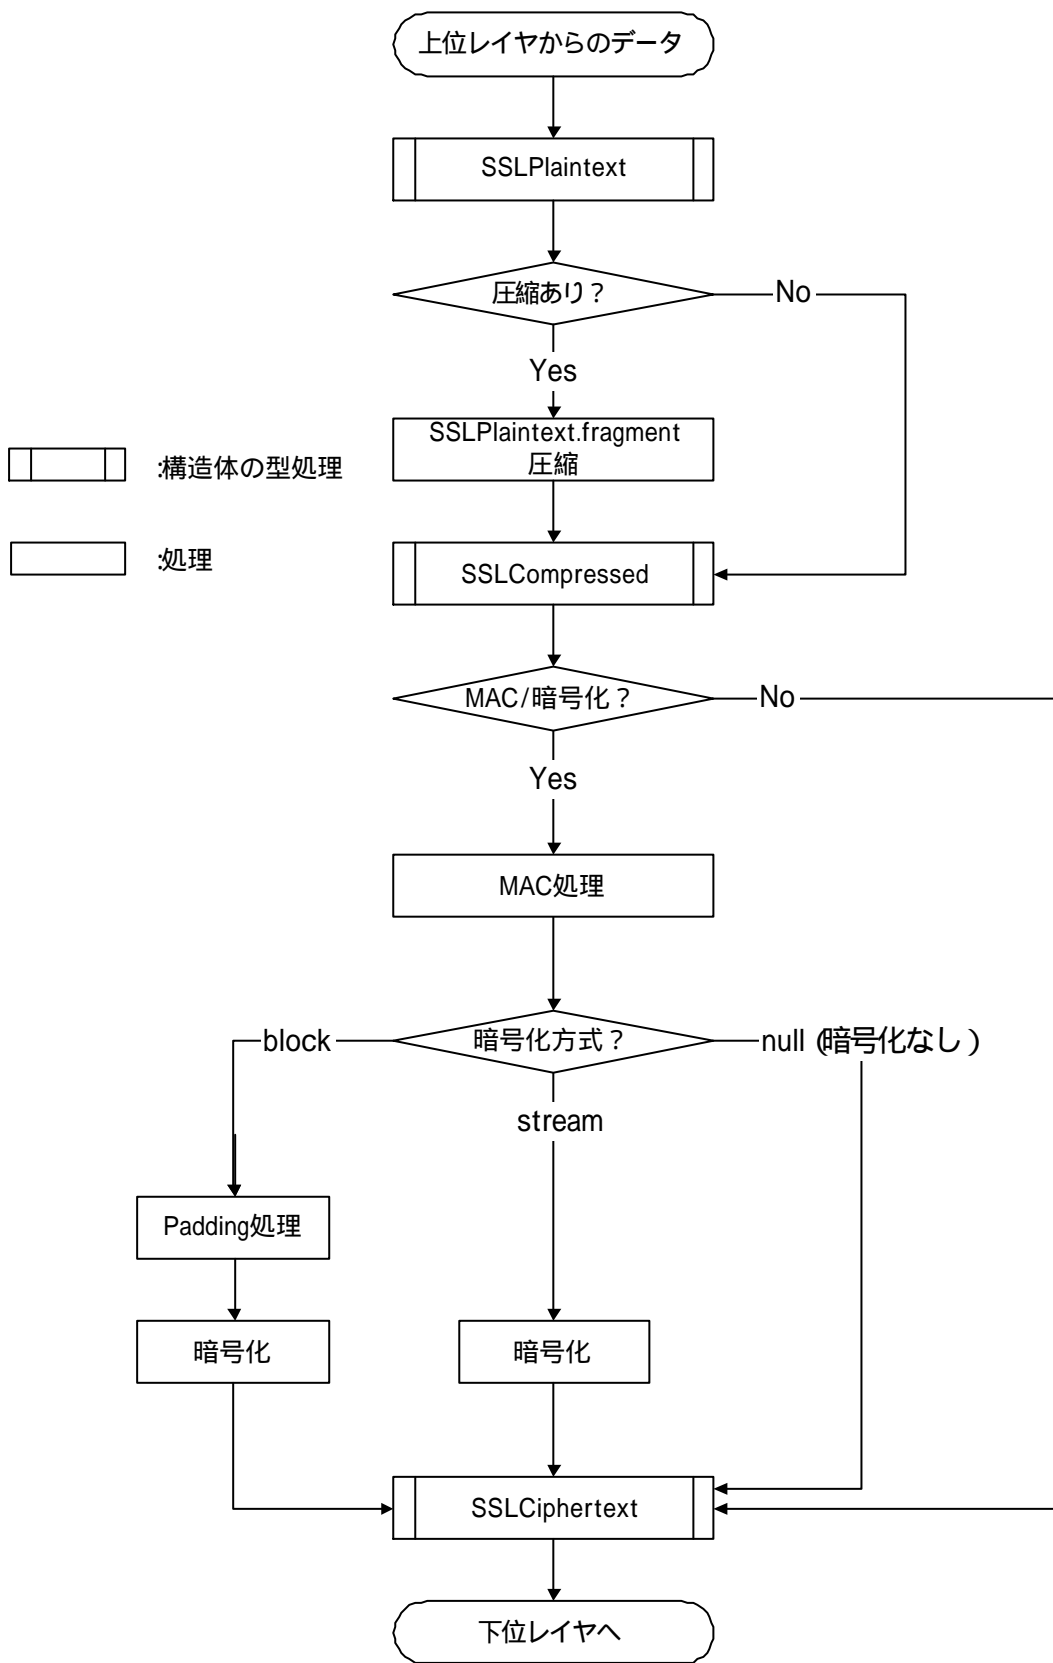 上位レイヤからのデータ
SSLPlaintext
圧縮あり？
No
Yes
SSLPlaintext.fragment
圧縮
:構造体の型処理
:処理
SSLCompressed
MAC/暗号化？
No
Yes
MAC処理
block
暗号化方式？
null (暗号化なし)
stream
Padding処理
暗号化
暗号化
SSLCiphertext
下位レイヤへ